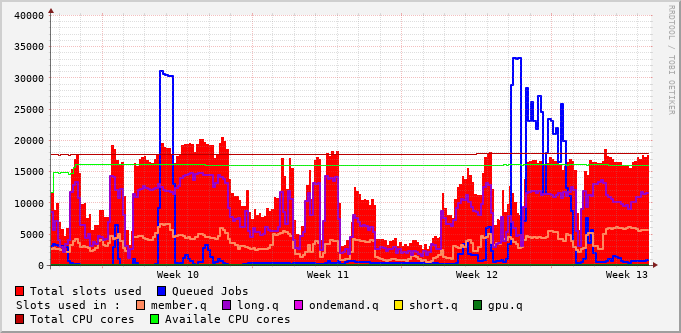 40000
35000
30000
25000
20000
15000
10000
5000
0
Week 10 Week 11 Week 12 Week 13
RRDTOOL / TOBI OETIKER
Total slots used Queued Jobs
Slots used in : member.q long.q ondemand.q short.q gpu.q
Total CPU cores Availale CPU cores